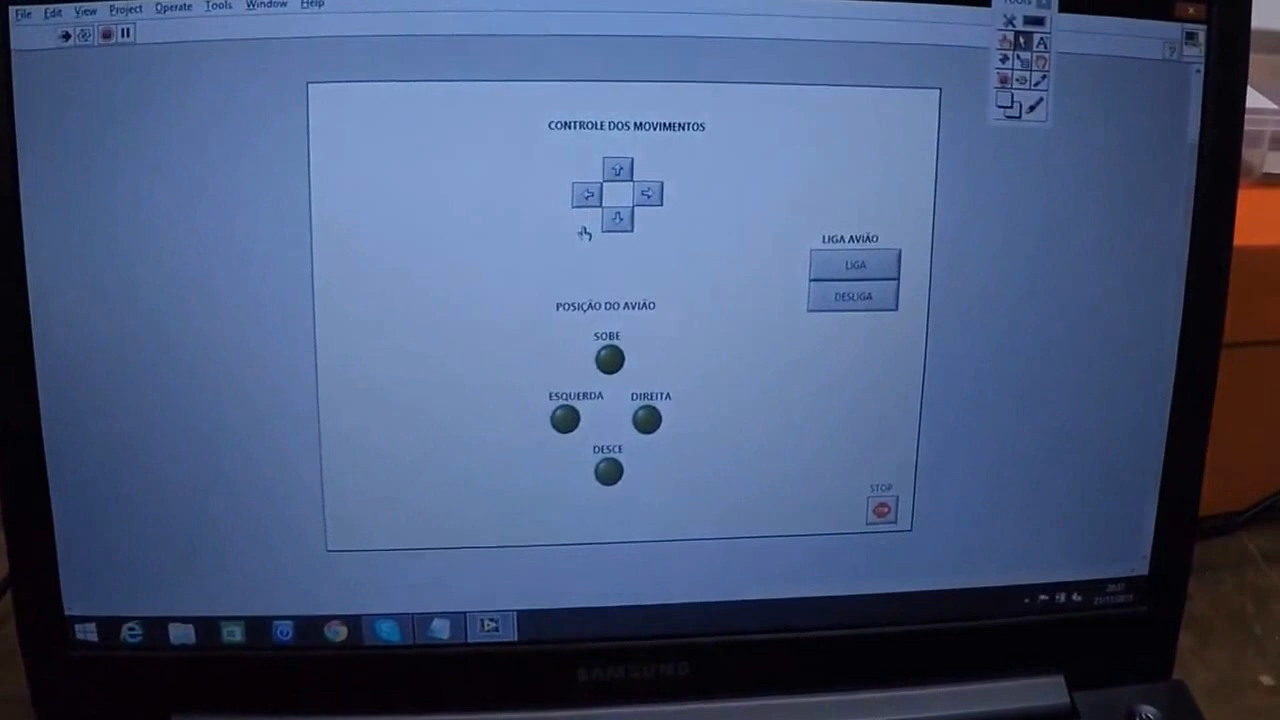 File Edit View Project Operate Tools Window Help
CONTROLE DOS MOVIMENTOS
LIGA AVIÃO
LIGA
DESLIGA
POSIÇÃO DO AVIÃO
SOBE
ESQUERDA DIREITA
DESCE
STOP
SAMSUNG